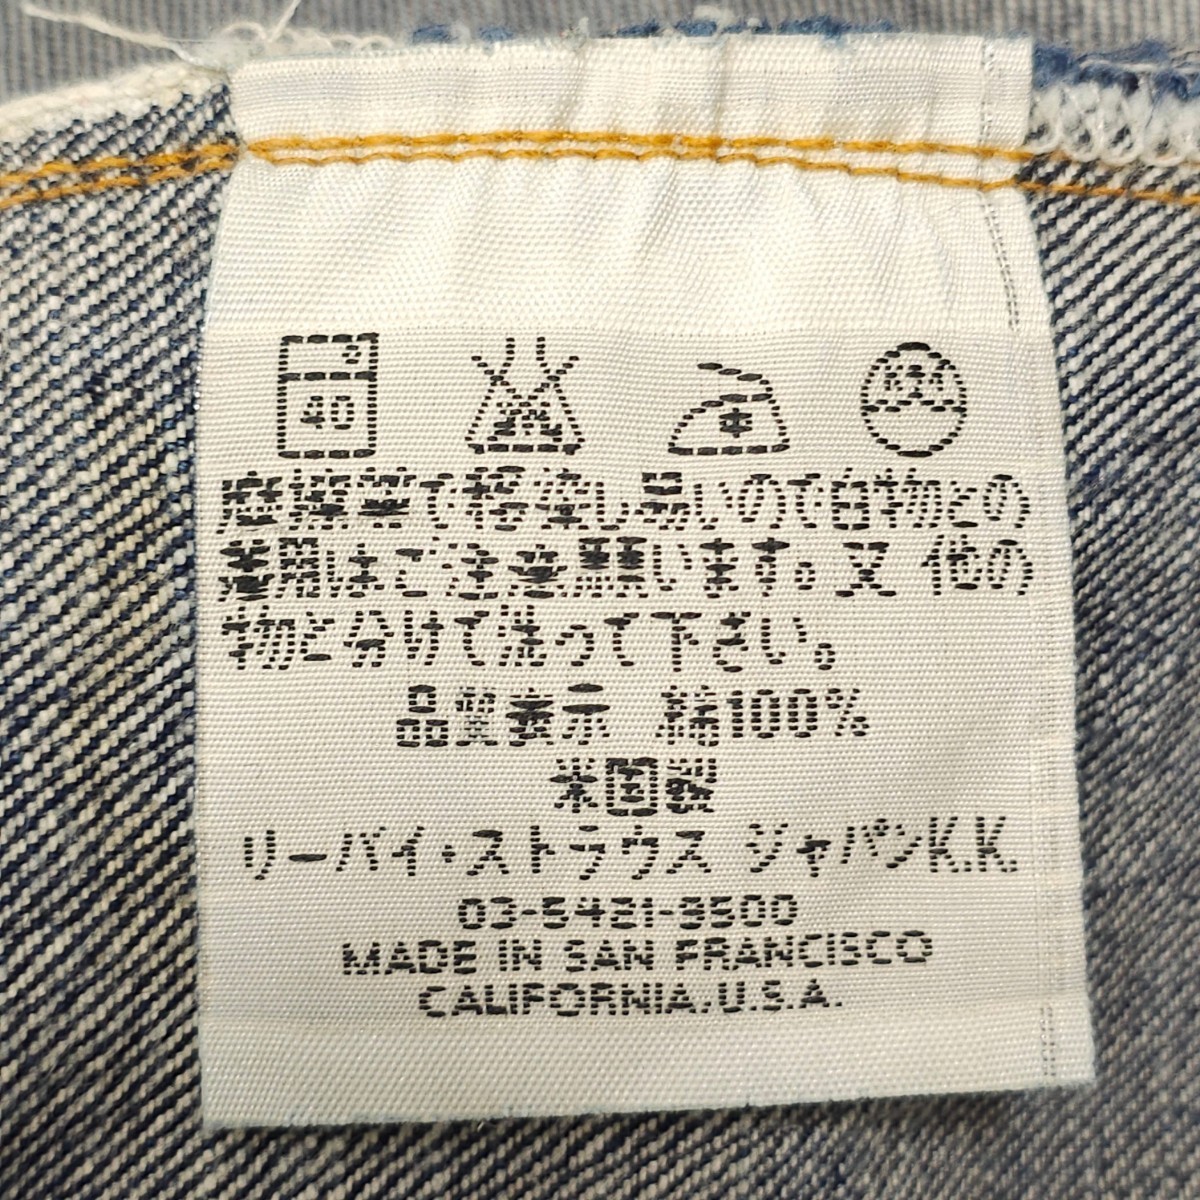 40
中
摩擦等で移染し易いので白物との
着用はご注意願います。又 他の
物と分けて洗って下さい。
品質表示 綿100%
米国製
リーバイ・ストラウス ジャパンK.K.
03-5421-9500
MADE IN SAN FRANCISCO
CALIFORNIA.U.S.A.